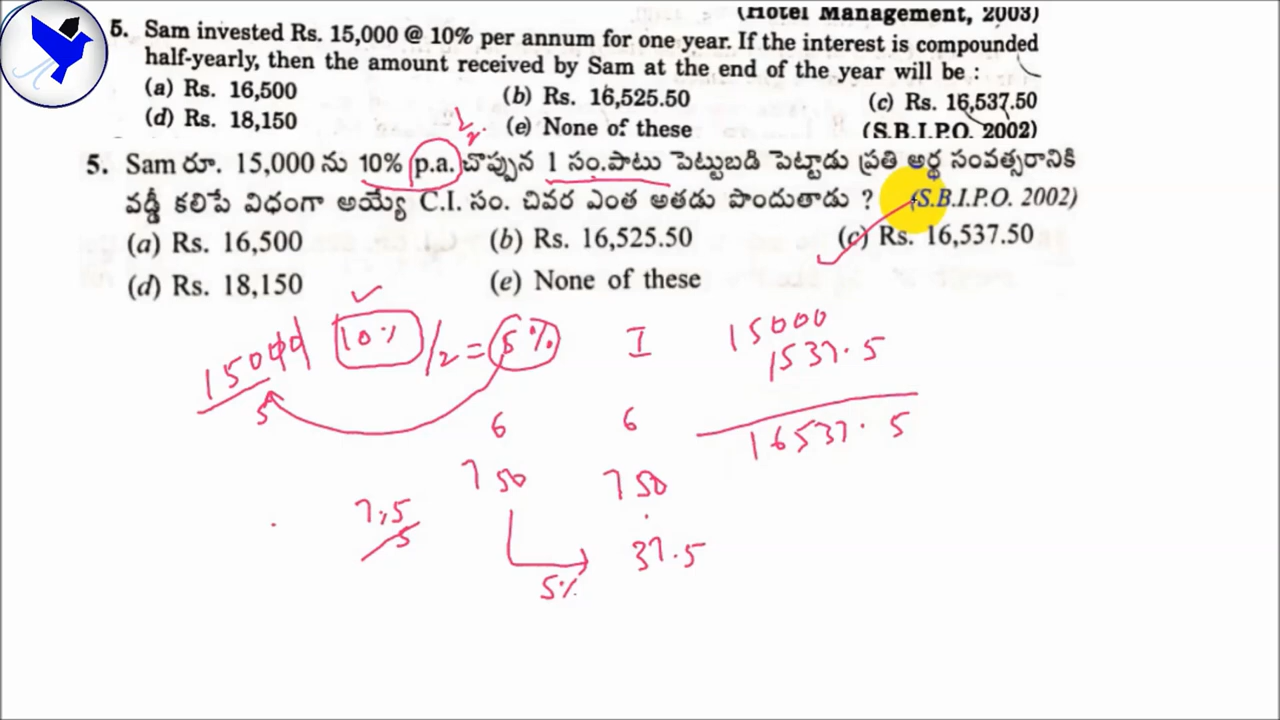 (Hotel Management, 2003)
5. Sam invested Rs. 15,000 @ 10% per annum for one year. If the interest is compounded
half-yearly, then the amount received by Sam at the end of the year will be :
(a) Rs. 16,500 (b) Rs. 16,525.50 (c) Rs. 16,537.50
(d) Rs. 18,150 (e) None of these (S.B.I.P.O. 2002)
5. Sam రూ. 15,000 ను 10% p.a. చొప్పున 1 సం.పాటు పెట్టుబడి పెట్టాడు ప్రతి అర్థ సంవత్సరానికి
వడ్డీ కలిపే విధంగా అయ్యే C.I. సం. చివర ఎంత అతడు పొందుతాడు ? (S.B.I.P.O. 2002)
(a) Rs. 16,500 (b) Rs. 16,525.50 (c) Rs. 16,537.50
(d) Rs. 18,150 (e) None of these
15000 10% /2 = 5% I 15000
1537.5
5 6 6 16537.5
750 750
7.5
5 37.5
5%